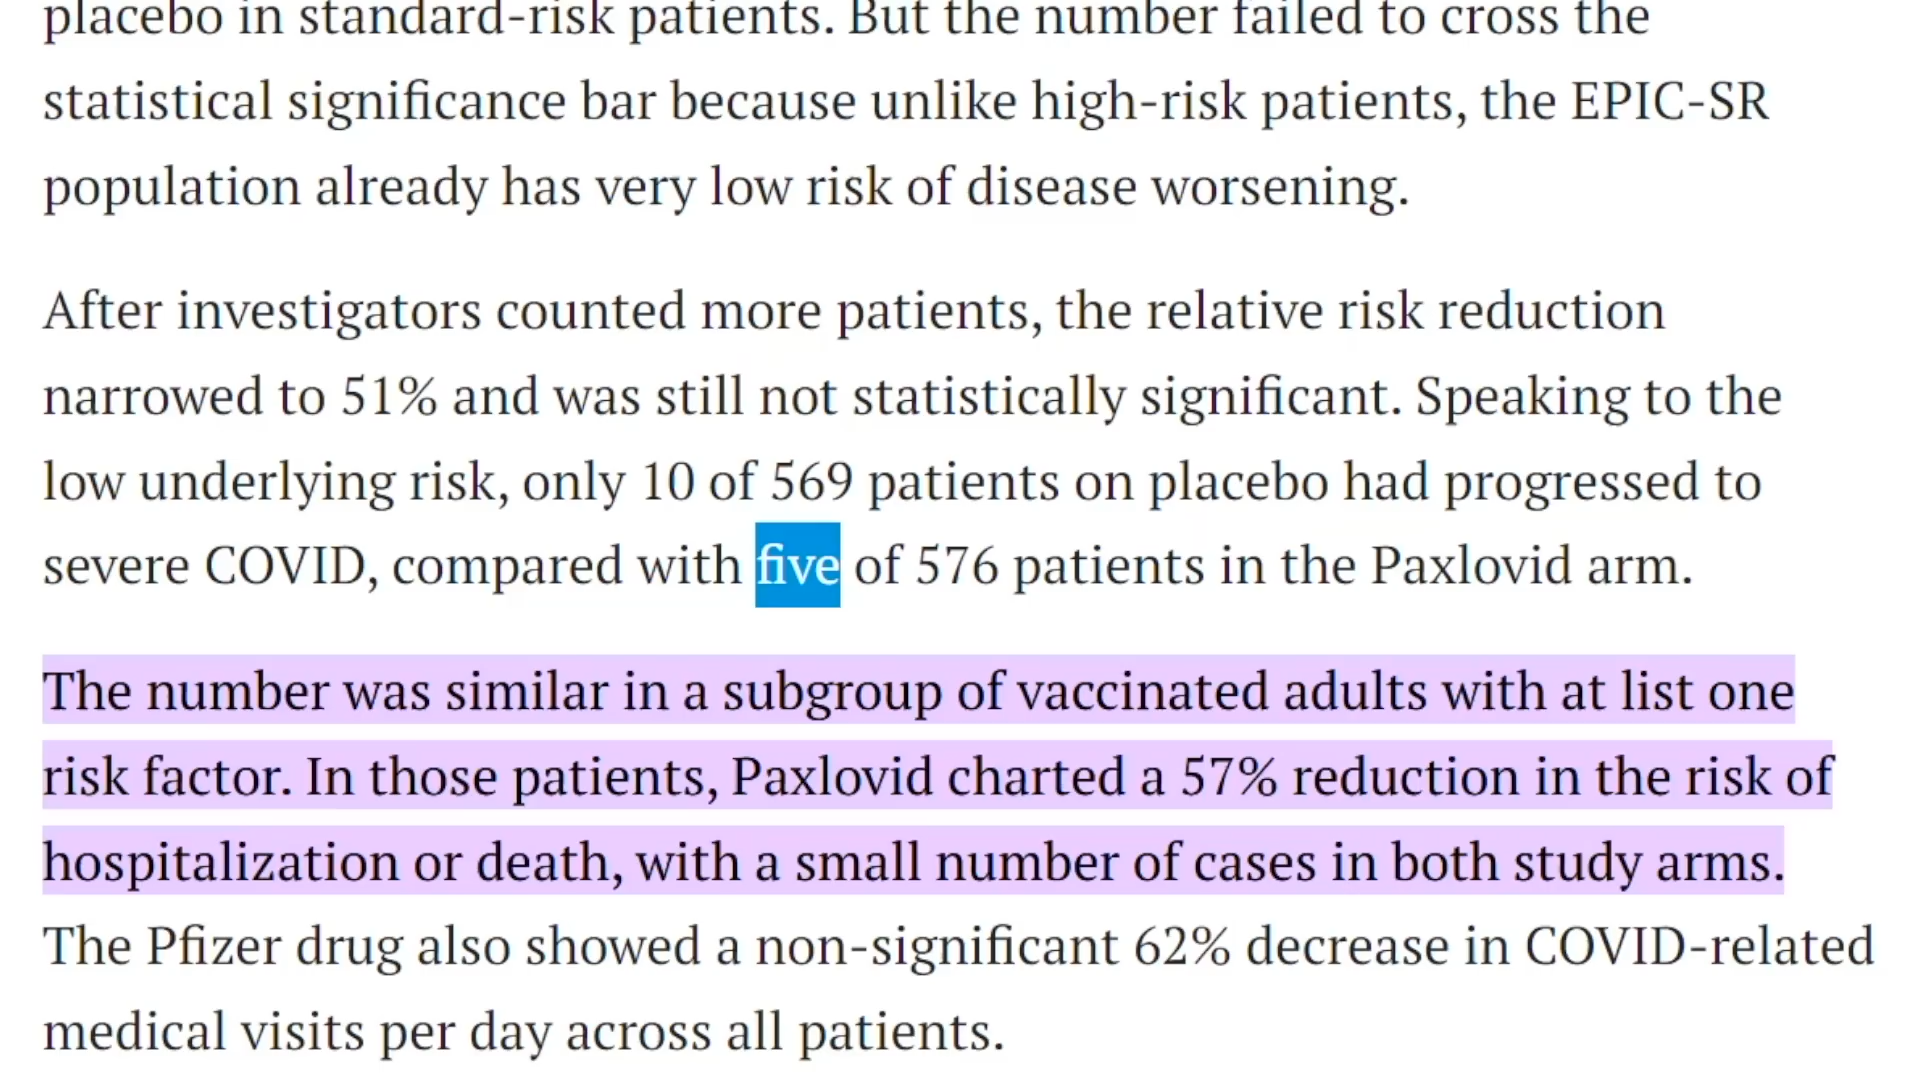 placebo in standard-risk patients. But the number failed to cross the
statistical significance bar because unlike high-risk patients, the EPIC-SR
population already has very low risk of disease worsening.
After investigators counted more patients, the relative risk reduction
narrowed to 51% and was still not statistically significant. Speaking to the
low underlying risk, only 10 of 569 patients on placebo had progressed to
severe COVID, compared with five of 576 patients in the Paxlovid arm.
The number was similar in a subgroup of vaccinated adults with at list one
risk factor. In those patients, Paxlovid charted a 57% reduction in the risk of
hospitalization or death, with a small number of cases in both study arms.
The Pfizer drug also showed a non-significant 62% decrease in COVID-related
medical visits per day across all patients.